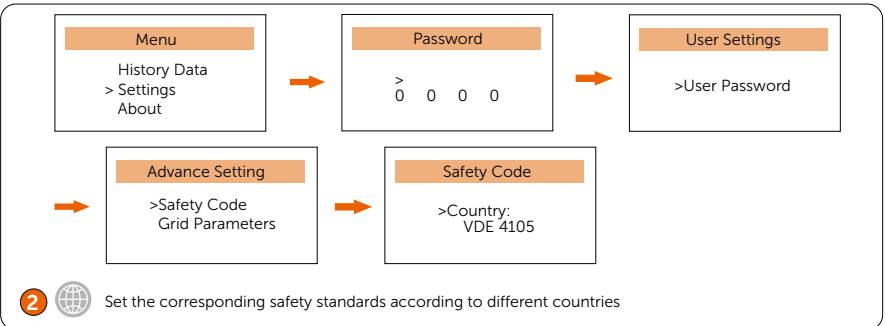 Menu
History Data
> Settings
About
Password
>
0 0 0 0
User Settings
>User Password
Advance Setting
>Safety Code
Grid Parameters
Safety Code
>Country:
VDE 4105
2 Set the corresponding safety standards according to different countries